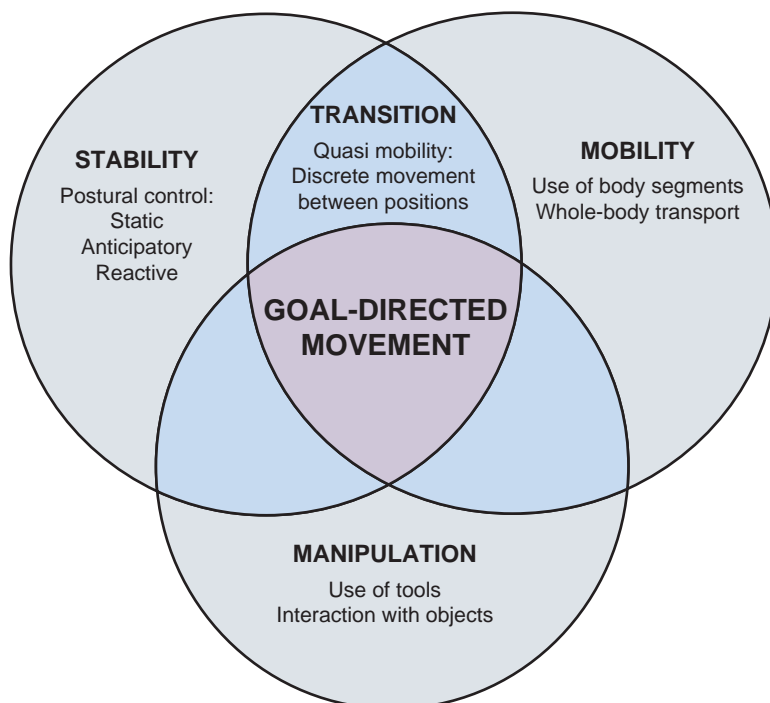 TRANSITION
Quasi mobility:
Discrete movement
between positions
STABILITY
Postural control:
Static
Anticipatory
Reactive
MOBILITY
Use of body segments
Whole-body transport
GOAL-DIRECTED
MOVEMENT
MANIPULATION
Use of tools
Interaction with objects